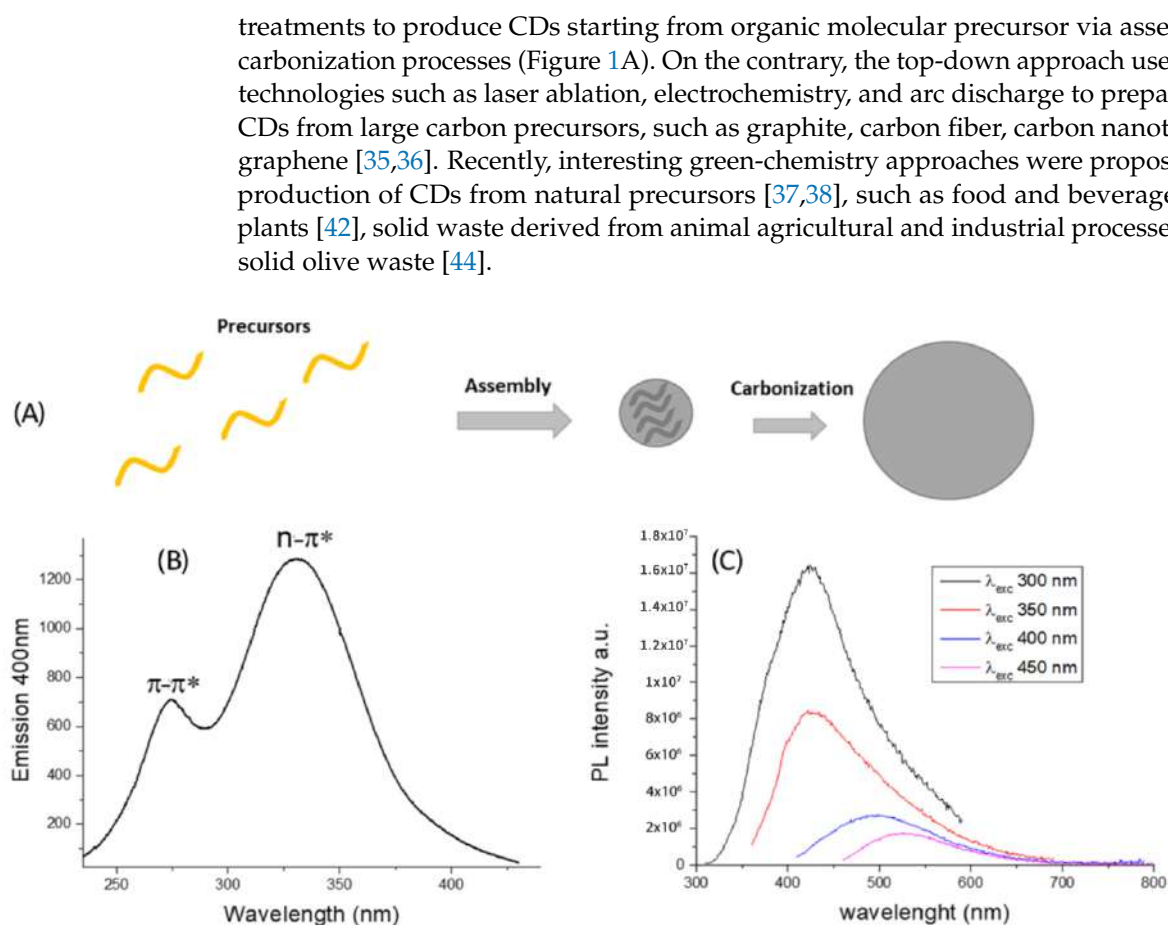 treatments to produce CDs starting from organic molecular precursor via asse
carbonization processes (Figure 1A). On the contrary, the top-down approach use
technologies such as laser ablation, electrochemistry, and arc discharge to prepa
CDs from large carbon precursors, such as graphite, carbon fiber, carbon nanot
graphene [35,36]. Recently, interesting green-chemistry approaches were propos
production of CDs from natural precursors [37,38], such as food and beverage
plants [42], solid waste derived from animal agricultural and industrial processe
solid olive waste [44].
Precursors
(A)
Assembly
Carbonization
(B)
n-π*
π-π*
Emission 400nm
1200
1000
800
600
400
200
250
300
350
400
Wavelength (nm)
(C)
λexc 300 nm
λexc 350 nm
λexc 400 nm
λexc 450 nm
PL intensity a.u.
1.8x10⁷
1.6x10⁷
1.4x10⁷
1.2x10⁷
1x10⁷
8x10⁶
6x10⁶
4x10⁶
2x10⁶
0
300
400
500
600
700
800
wavelenght (nm)